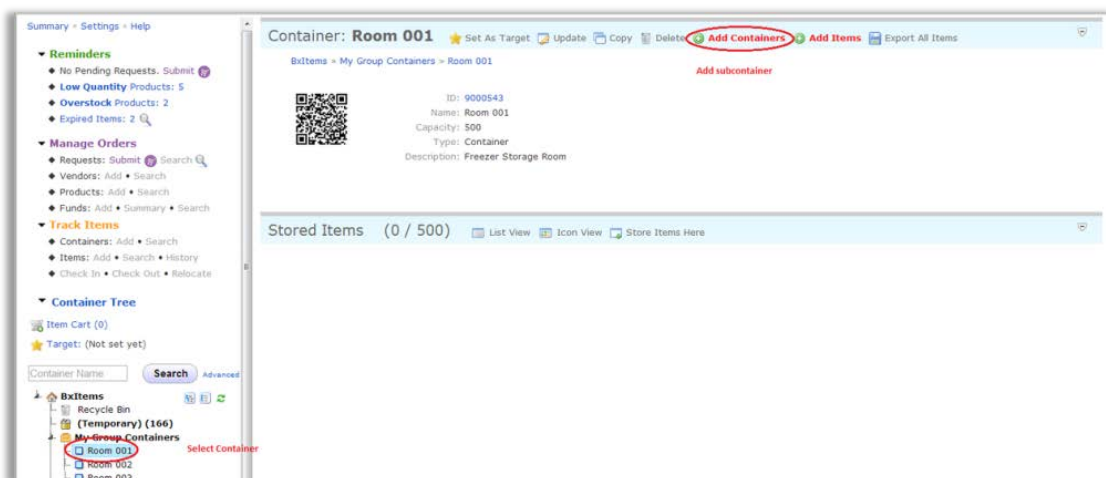 Summary • Settings • Help
Reminders
No Pending Requests. Submit
Low Quantity Products: 5
Overstock Products: 2
Expired Items: 2
Manage Orders
Requests: Submit Search
Vendors: Add • Search
Products: Add • Search
Funds: Add • Summary • Search
Track Items
Containers: Add • Search
Items: Add • Search • History
Check In • Check Out • Relocate
Container Tree
Item Cart (0)
Target: (Not set yet)
Container Name Search Advanced
BxItems
Recycle Bin
(Temporary) (166)
My Group Containers
Room 001 Select Container
Room 002
Room 003
Container: Room 001 Set As Target Update Copy Delete Add Containers Add Items Export All Items
BxItems » My Group Containers » Room 001
Add subcontainer
ID: 9000543
Name: Room 001
Capacity: 500
Type: Container
Description: Freezer Storage Room
Stored Items (0 / 500) List View Icon View Store Items Here